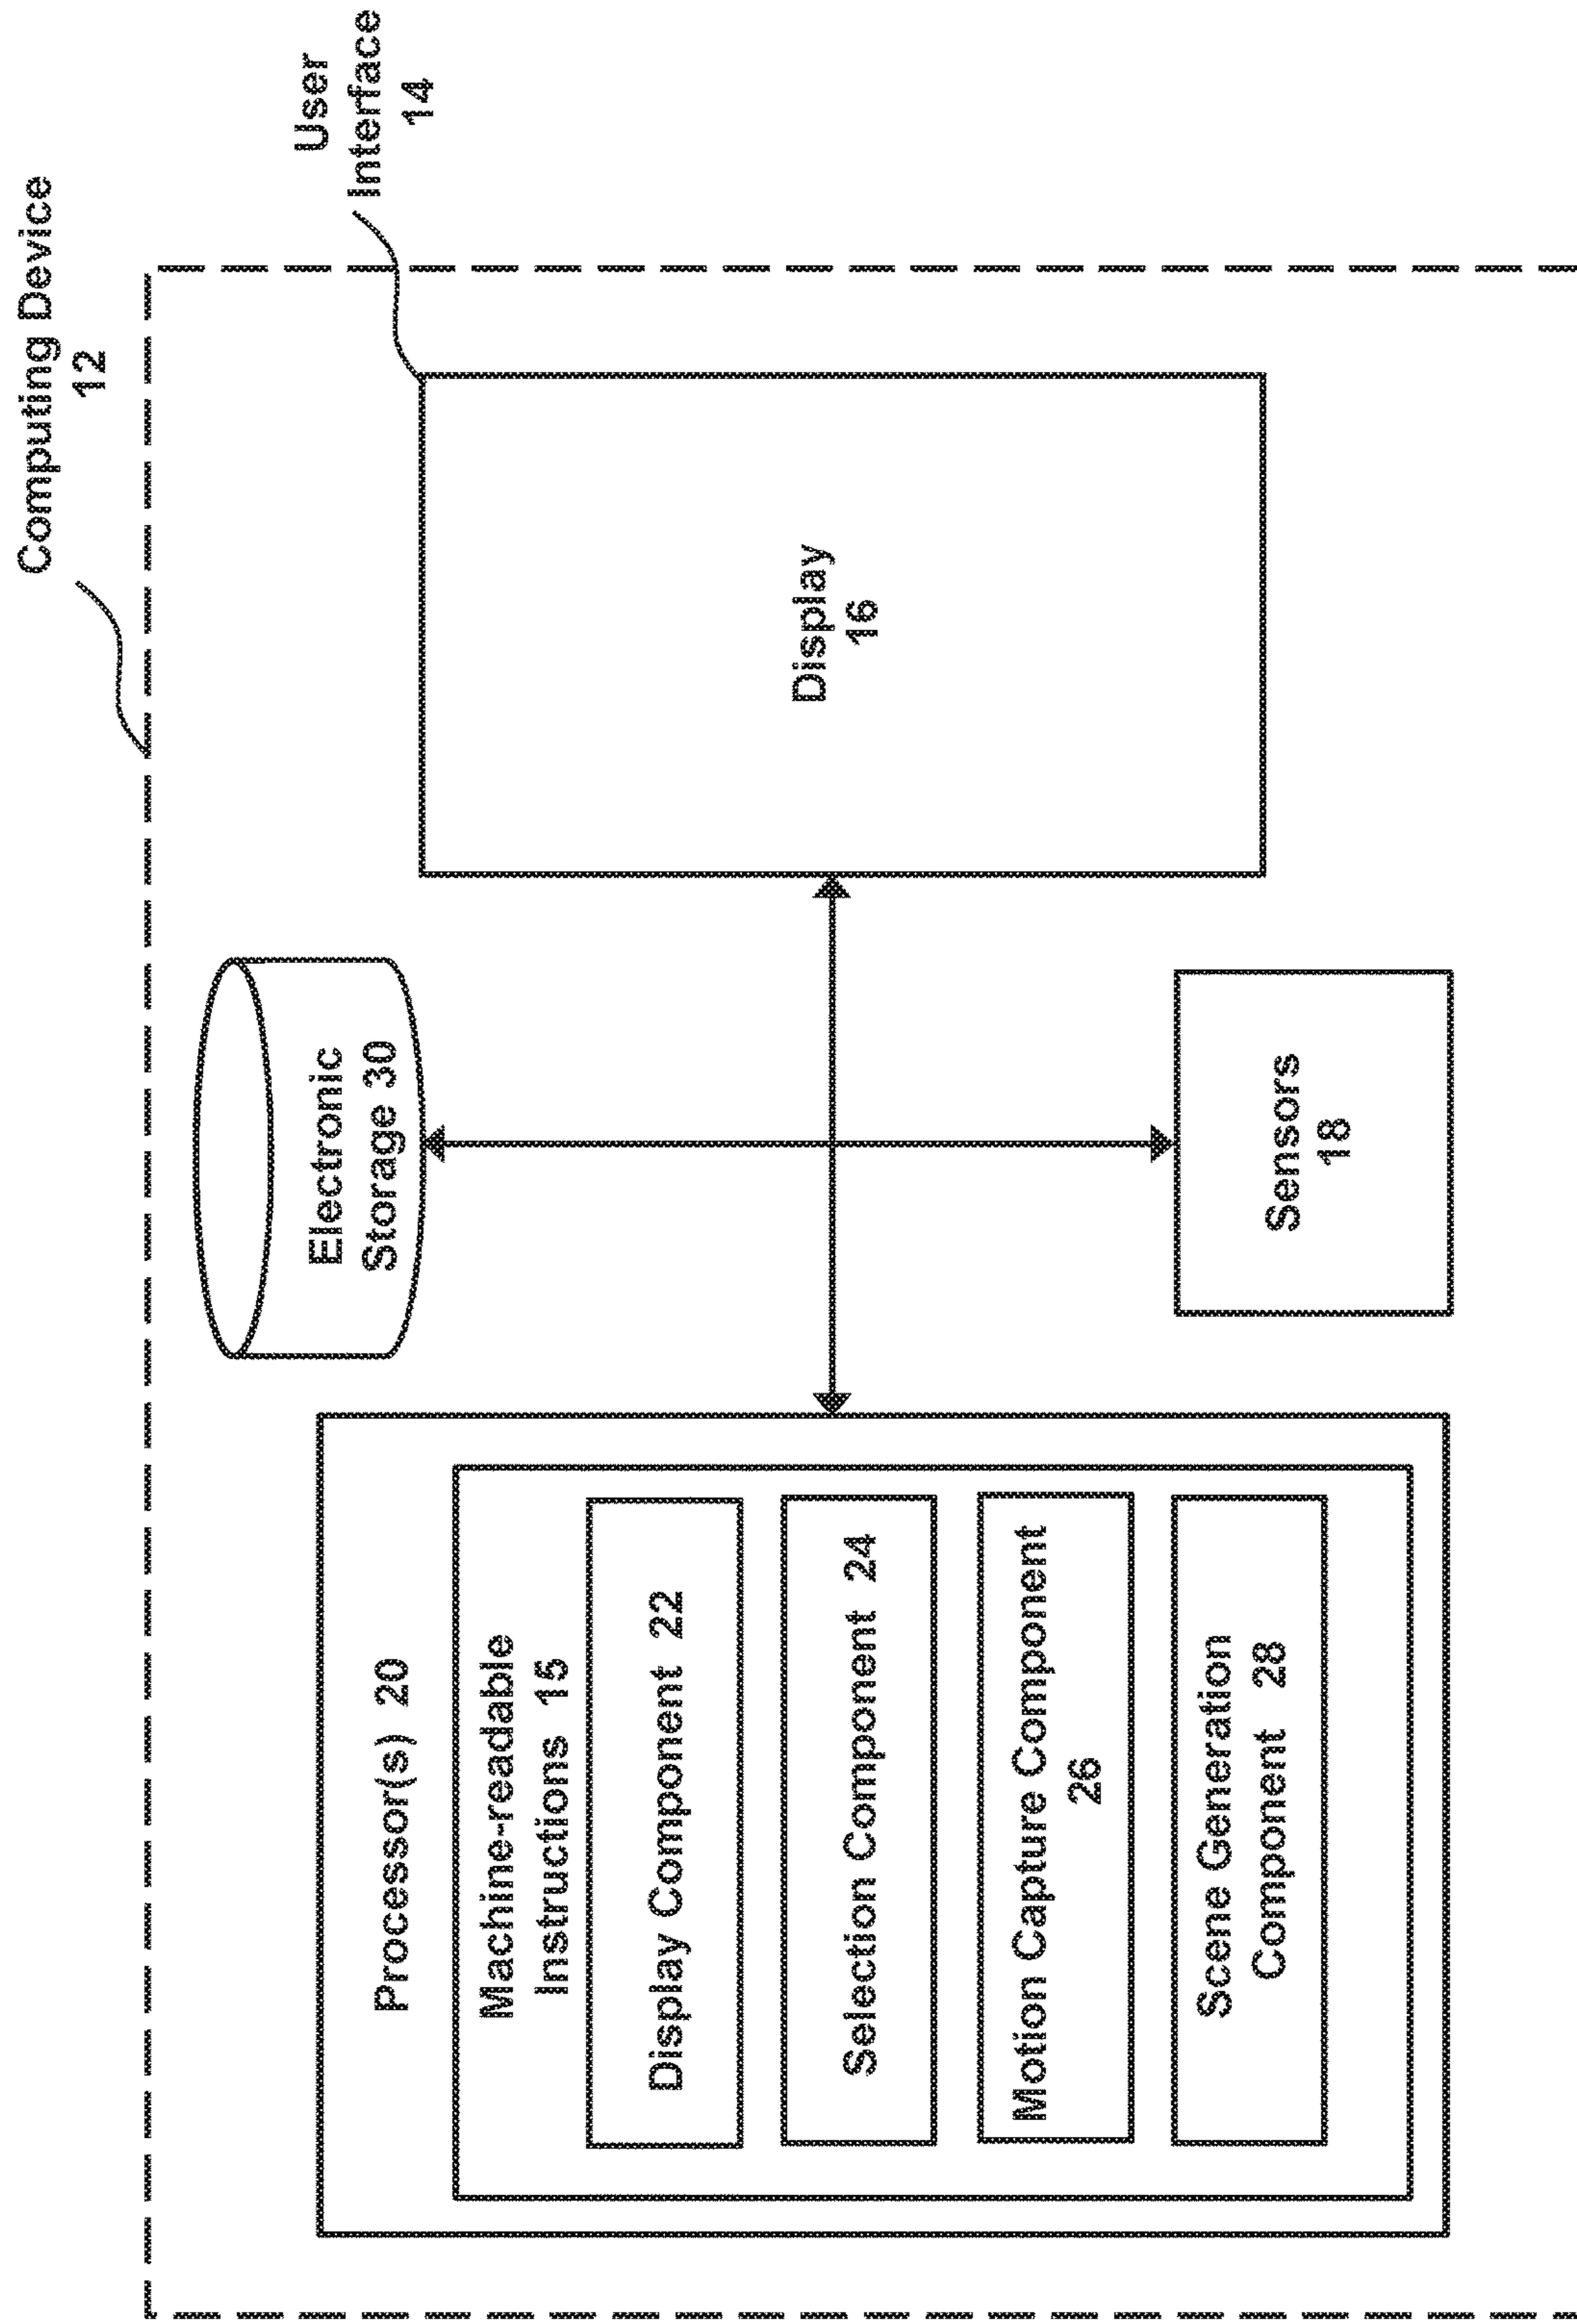 Computing Device
12
User
Interface
14
Processor(s) 20
Machine-readable
Instructions 15
Display Component 22
Selection Component 24
Motion Capture Component
26
Scene Generation
Component 28
Electronic
Storage 30
Sensors
18
Display
16